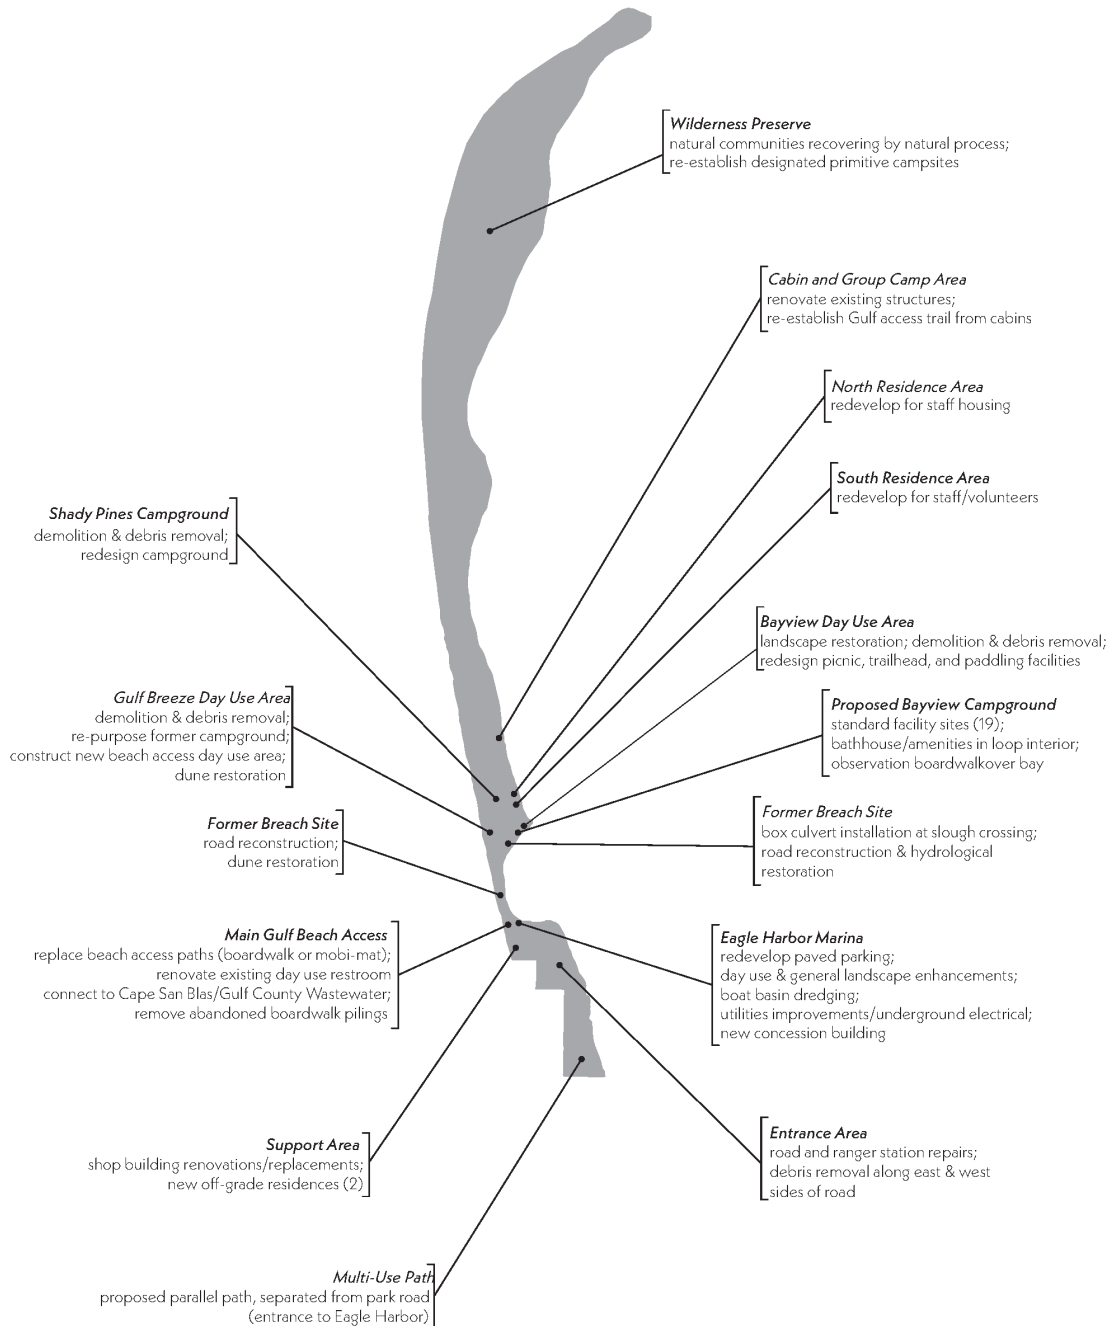 Wilderness Preserve
natural communities recovering by natural process;
re-establish designated primitive campsites
Cabin and Group Camp Area
renovate existing structures;
re-establish Gulf access trail from cabins
North Residence Area
redevelop for staff housing
South Residence Area
redevelop for staff/volunteers
Shady Pines Campground
demolition & debris removal;
redesign campground
Bayview Day Use Area
landscape restoration; demolition & debris removal;
redesign picnic, trailhead, and paddling facilities
Gulf Breeze Day Use Area
demolition & debris removal;
re-purpose former campground;
construct new beach access day use area;
dune restoration
Proposed Bayview Campground
standard facility sites (19);
bathhouse/amenities in loop interior;
observation boardwalkover bay
Former Breach Site
road reconstruction;
dune restoration
Former Breach Site
box culvert installation at slough crossing;
road reconstruction & hydrological
restoration
Main Gulf Beach Access
replace beach access paths (boardwalk or mobi-mat);
renovate existing day use restroom
connect to Cape San Blas/Gulf County Wastewater;
remove abandoned boardwalk pilings
Eagle Harbor Marina
redevelop paved parking;
day use & general landscape enhancements;
boat basin dredging;
utilities improvements/underground electrical;
new concession building
Support Area
shop building renovations/replacements;
new off-grade residences (2)
Entrance Area
road and ranger station repairs;
debris removal along east & west
sides of road
Multi-Use Path
proposed parallel path, separated from park road
(entrance to Eagle Harbor)